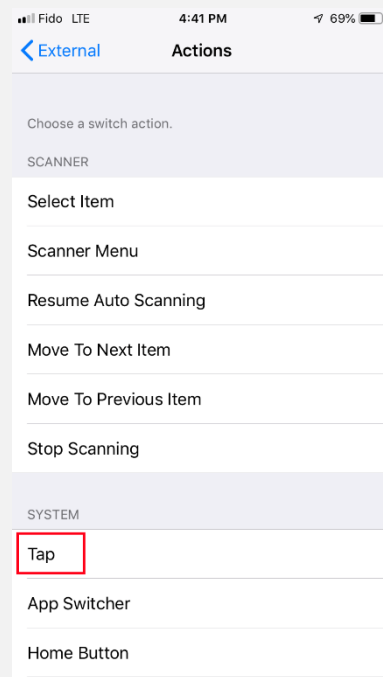 Fido LTE 4:41 PM 69%
External Actions
Choose a switch action.
SCANNER
Select Item
Scanner Menu
Resume Auto Scanning
Move To Next Item
Move To Previous Item
Stop Scanning
SYSTEM
Tap
App Switcher
Home Button